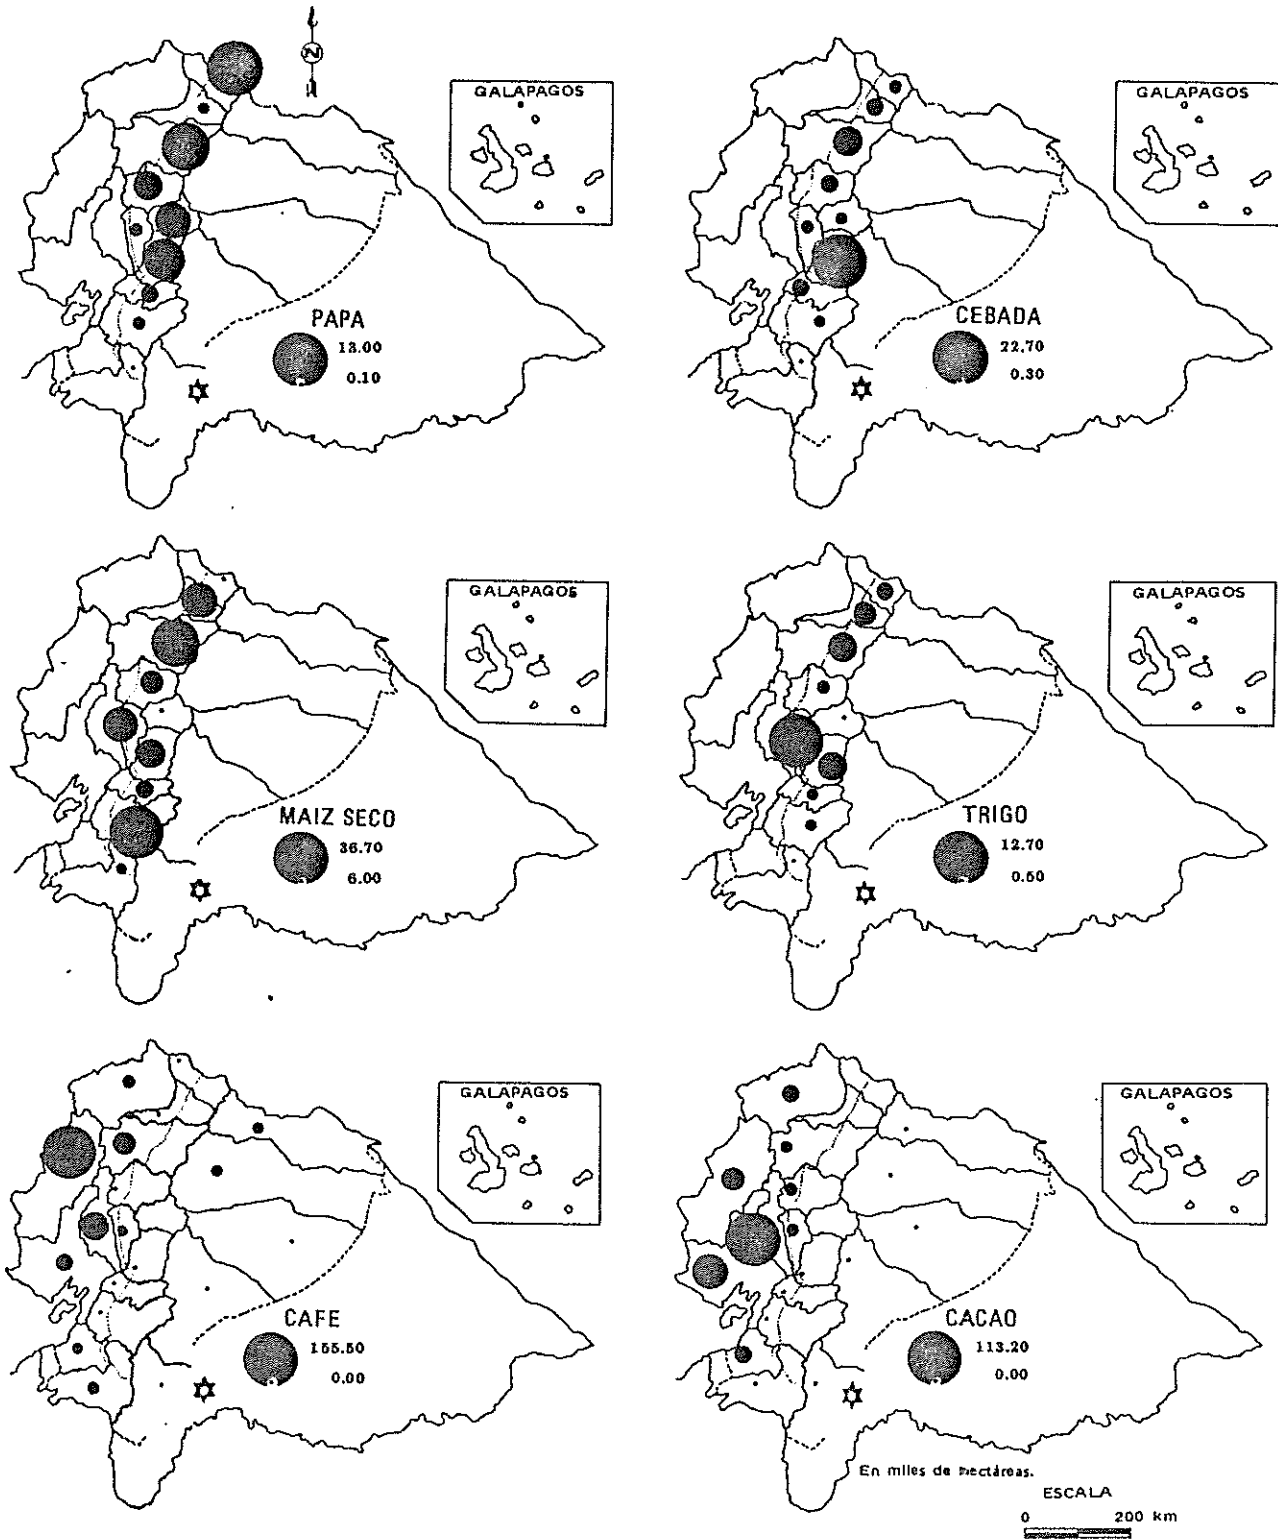 N
GALAPAGOS
PAPA
13.00
0.10
GALAPAGOS
CEBADA
22.70
0.30
GALAPAGOS
MAIZ SECO
36.70
6.00
GALAPAGOS
TRIGO
12.70
0.50
GALAPAGOS
CAFE
155.50
0.00
GALAPAGOS
CACAO
113.20
0.00
En miles de hectáreas.
ESCALA
0 200 km